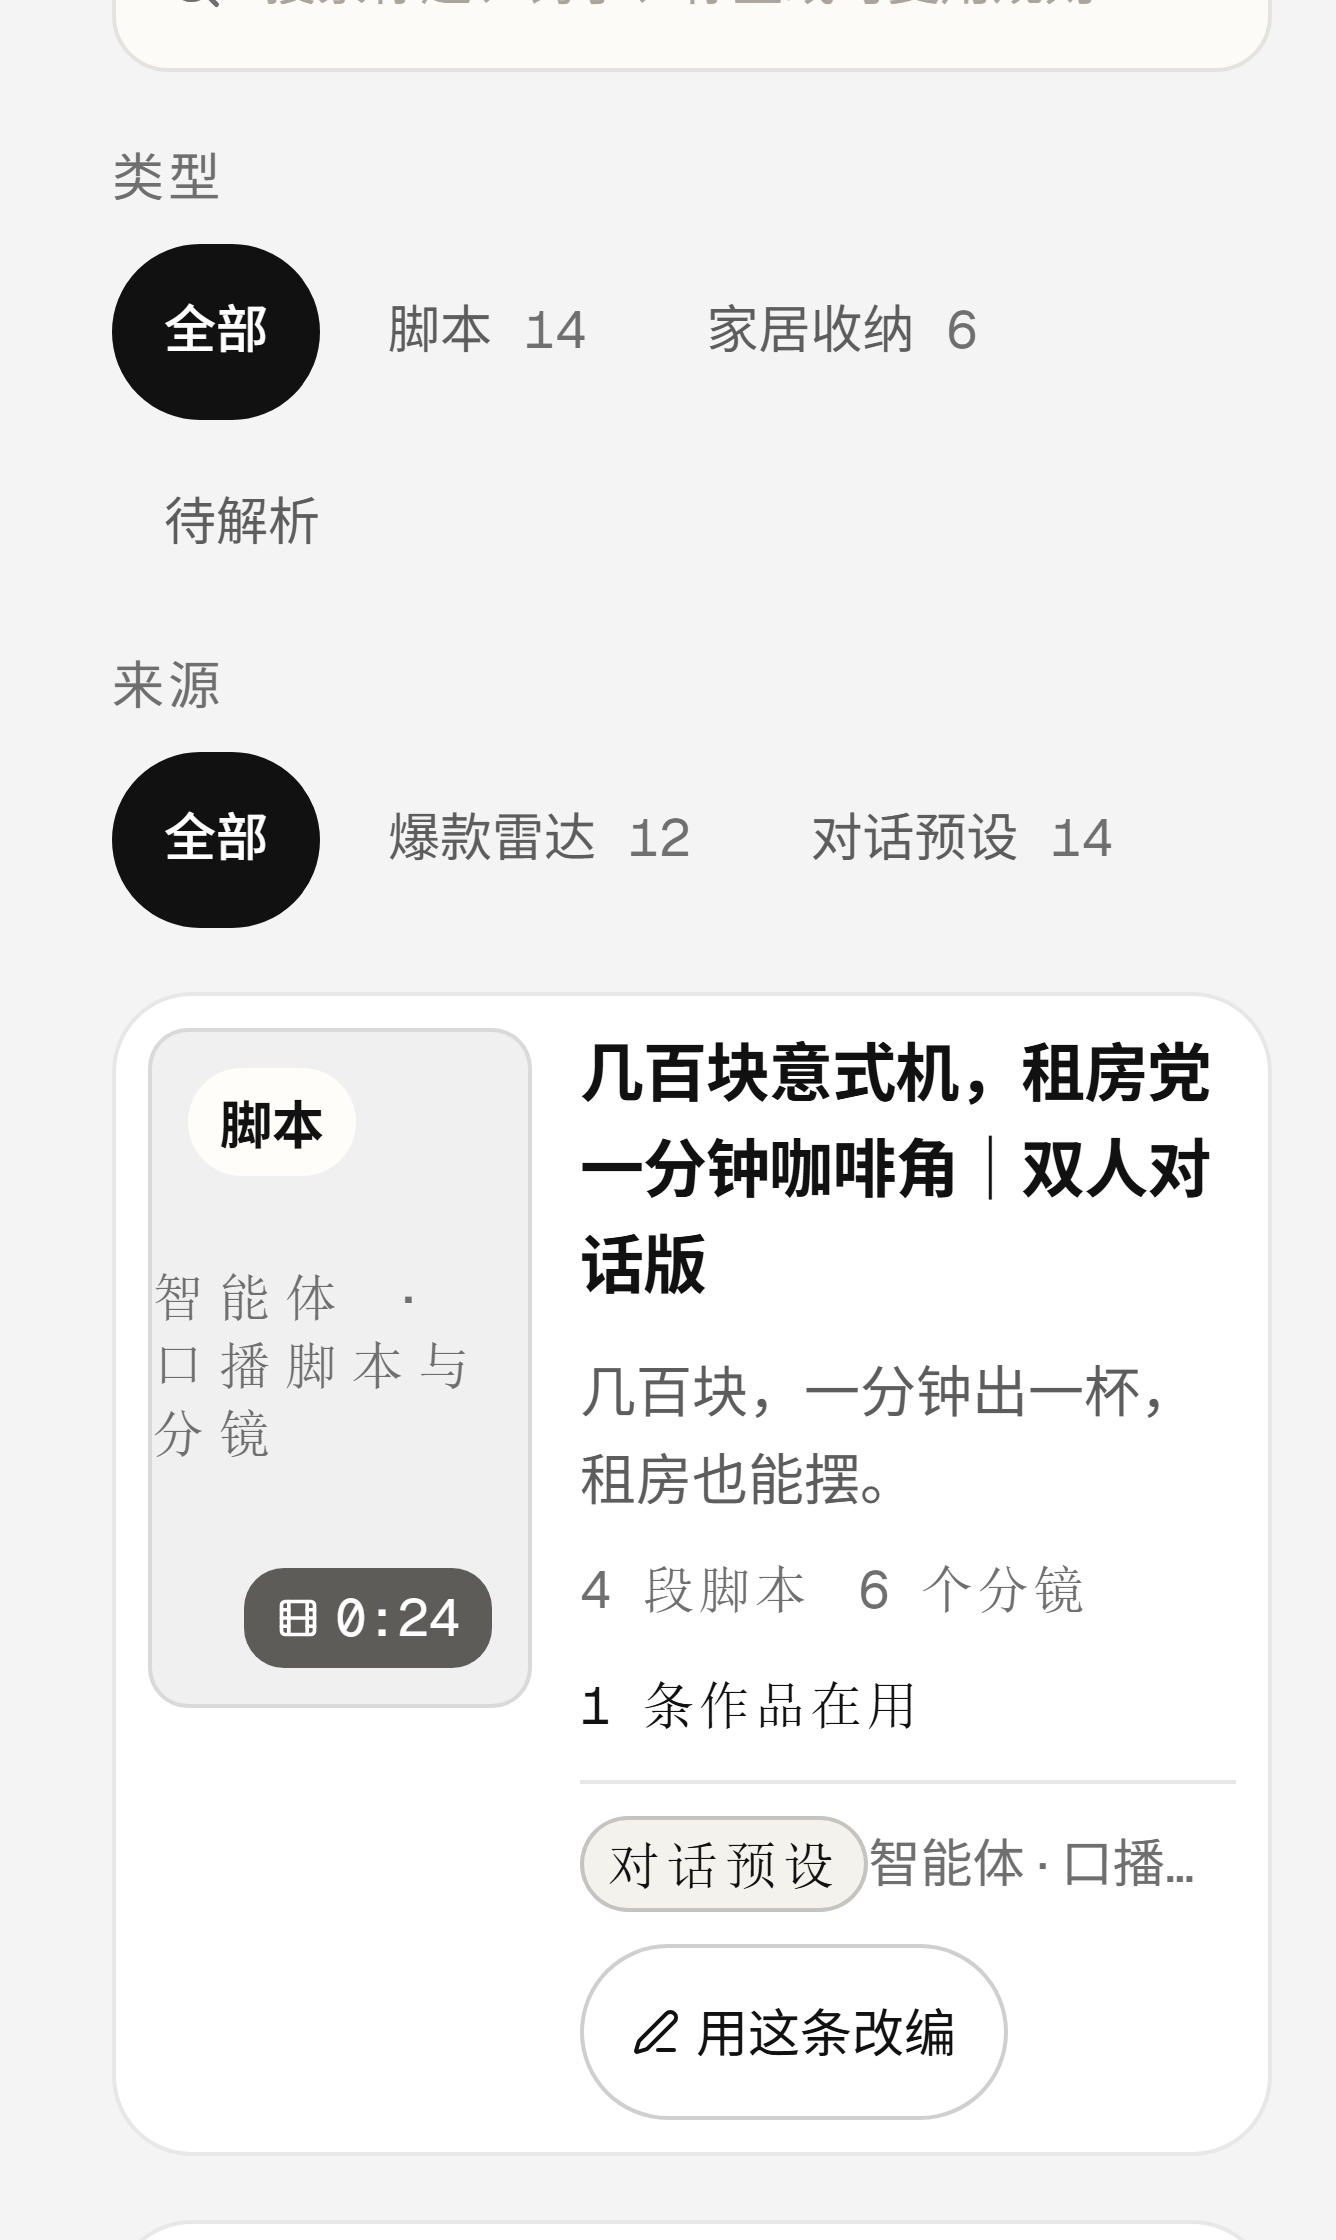 类型
全部 脚本 14 家居收纳 6
待解析
来源
全部 爆款雷达 12 对话预设 14
脚本
智能体 ·
口播脚本与
分镜
0:24
几百块意式机，租房党
一分钟咖啡角｜双人对
话版
几百块，一分钟出一杯，
租房也能摆。
4 段脚本 6 个分镜
1 条作品在用
对话预设 智能体 · 口播…
用这条改编